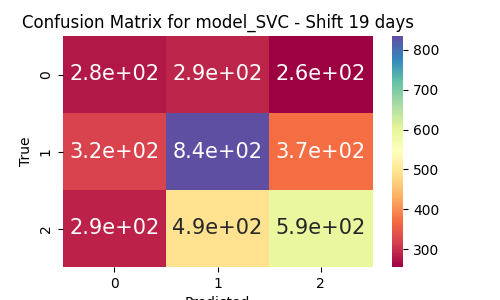 Confusion Matrix for model_SVC - Shift 19 days
0 2.8e+02 2.9e+02 2.6e+02
1 3.2e+02 8.4e+02 3.7e+02
2 2.9e+02 4.9e+02 5.9e+02
True
0 1 2
Predicted
800
700
600
500
400
300